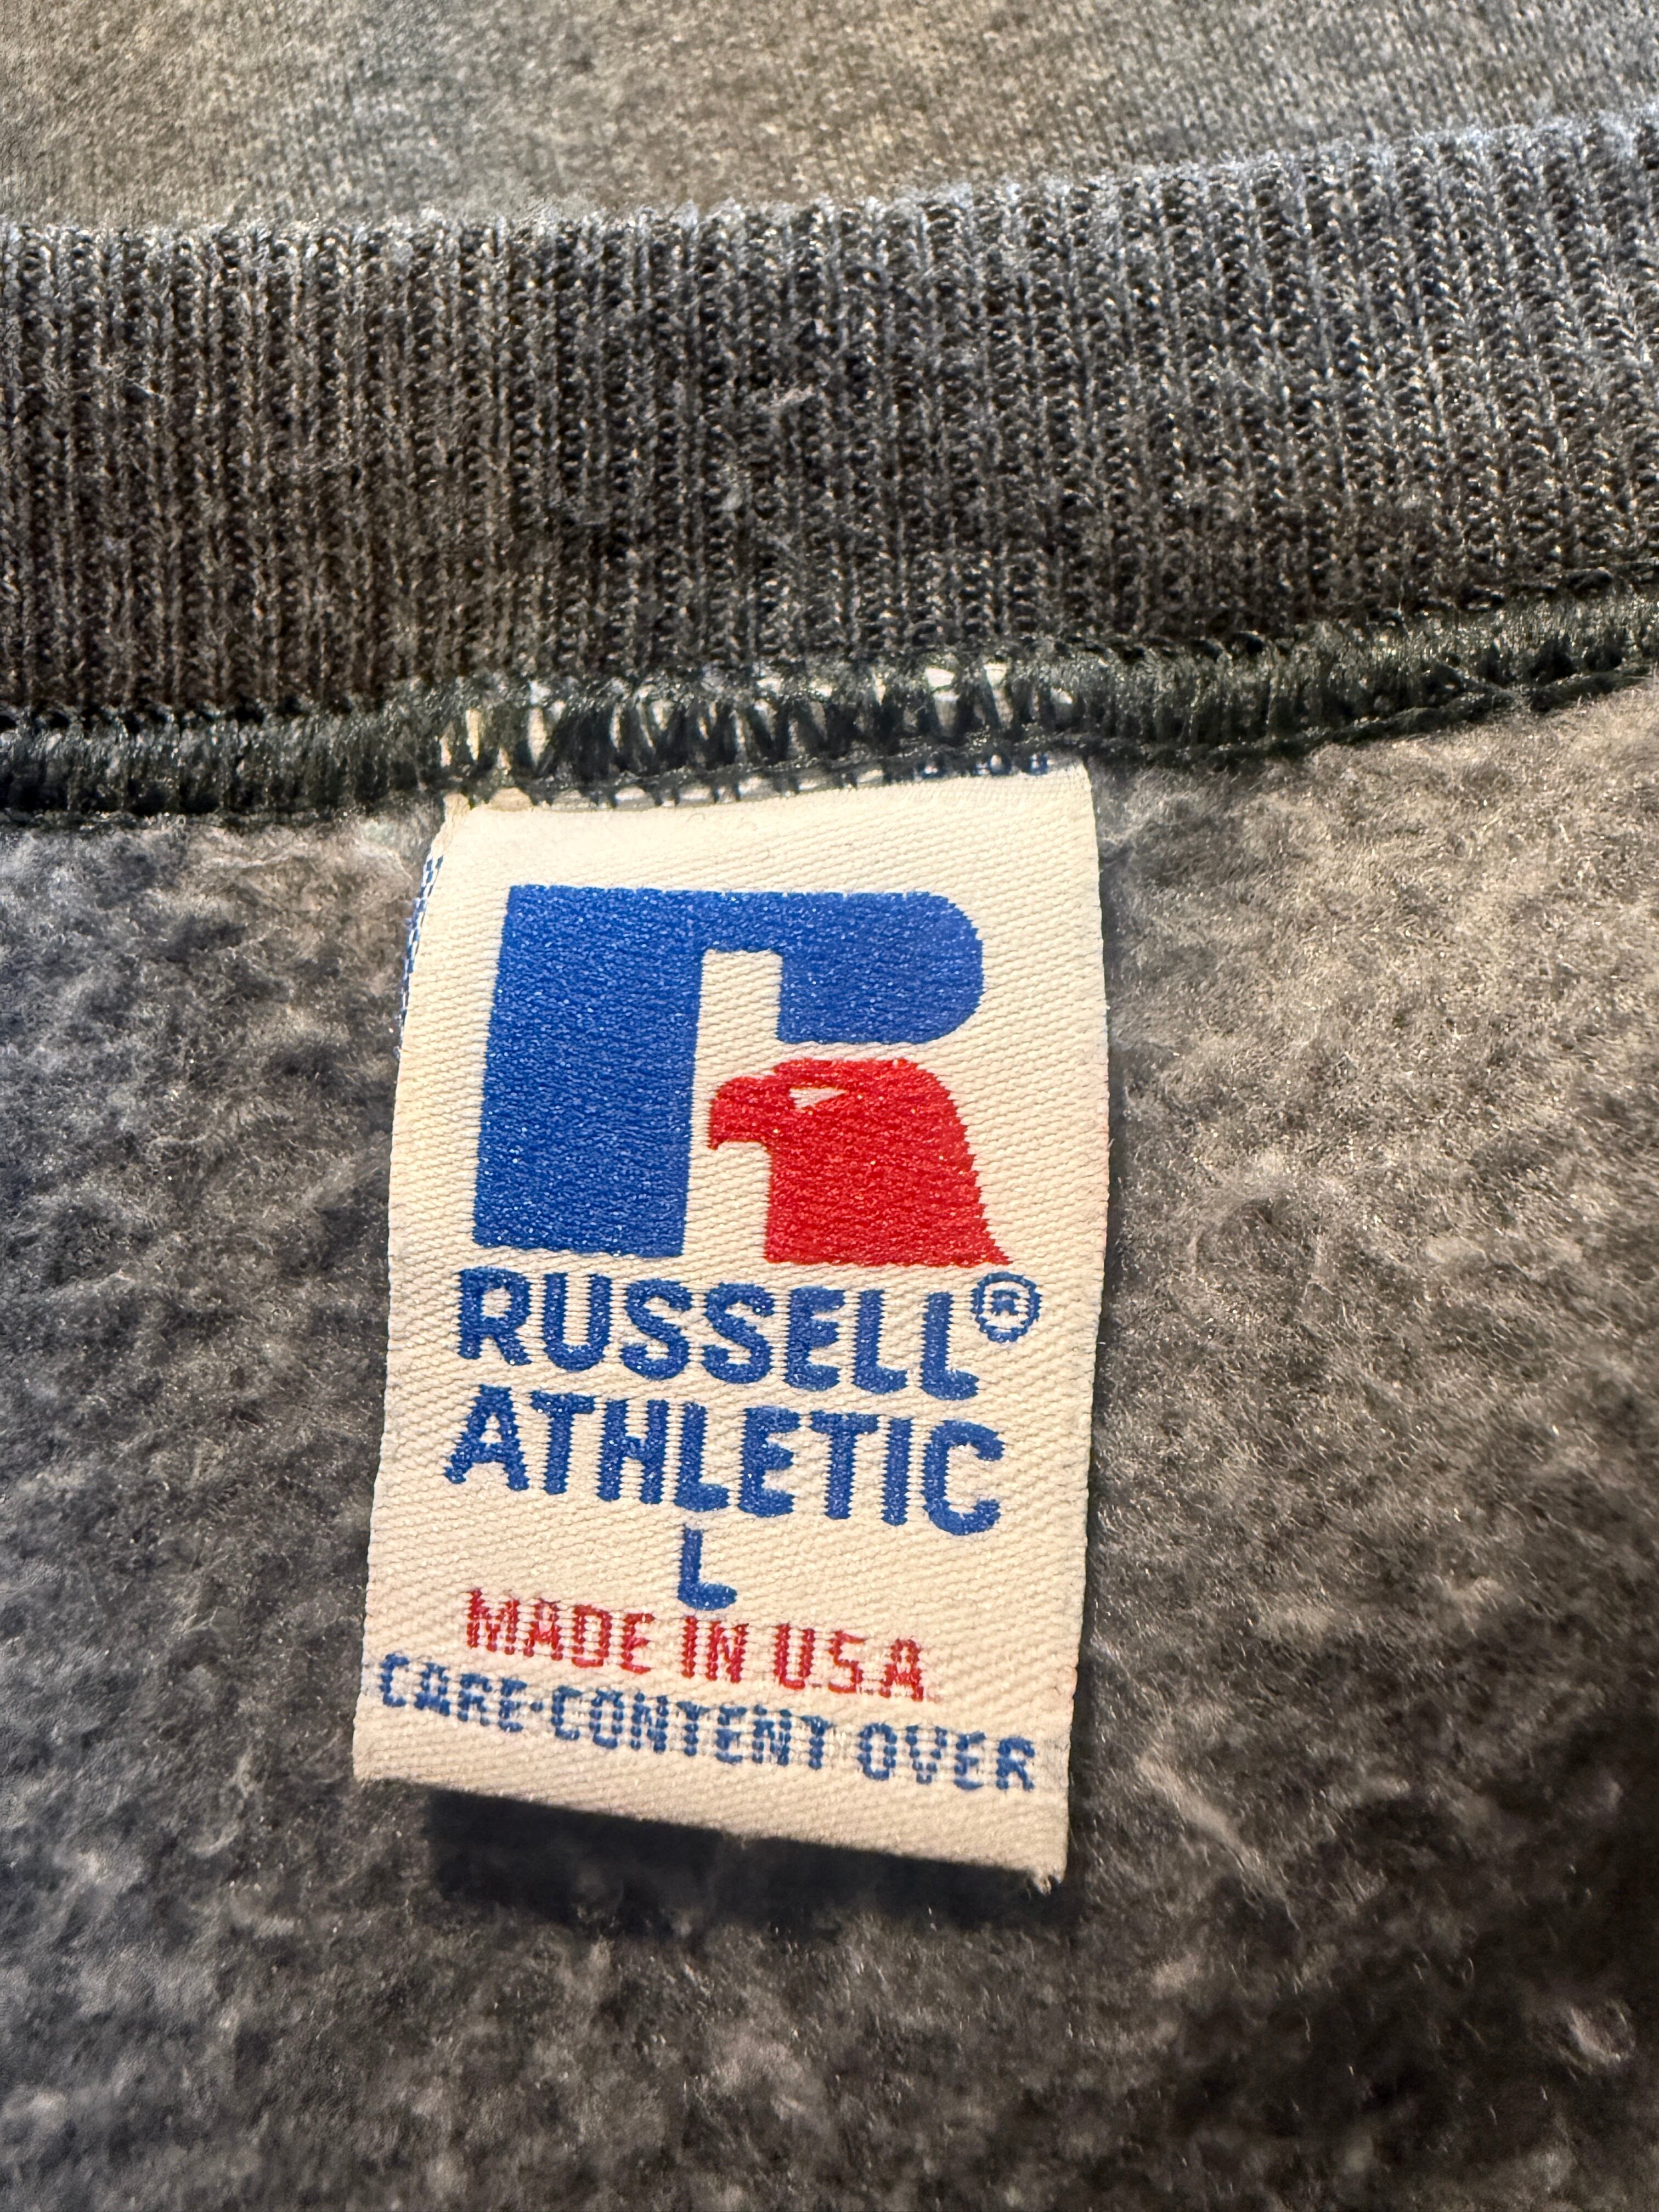 RUSSELL®
ATHLETIC
L
MADE IN U.S.A.
CARE-CONTENT OVER